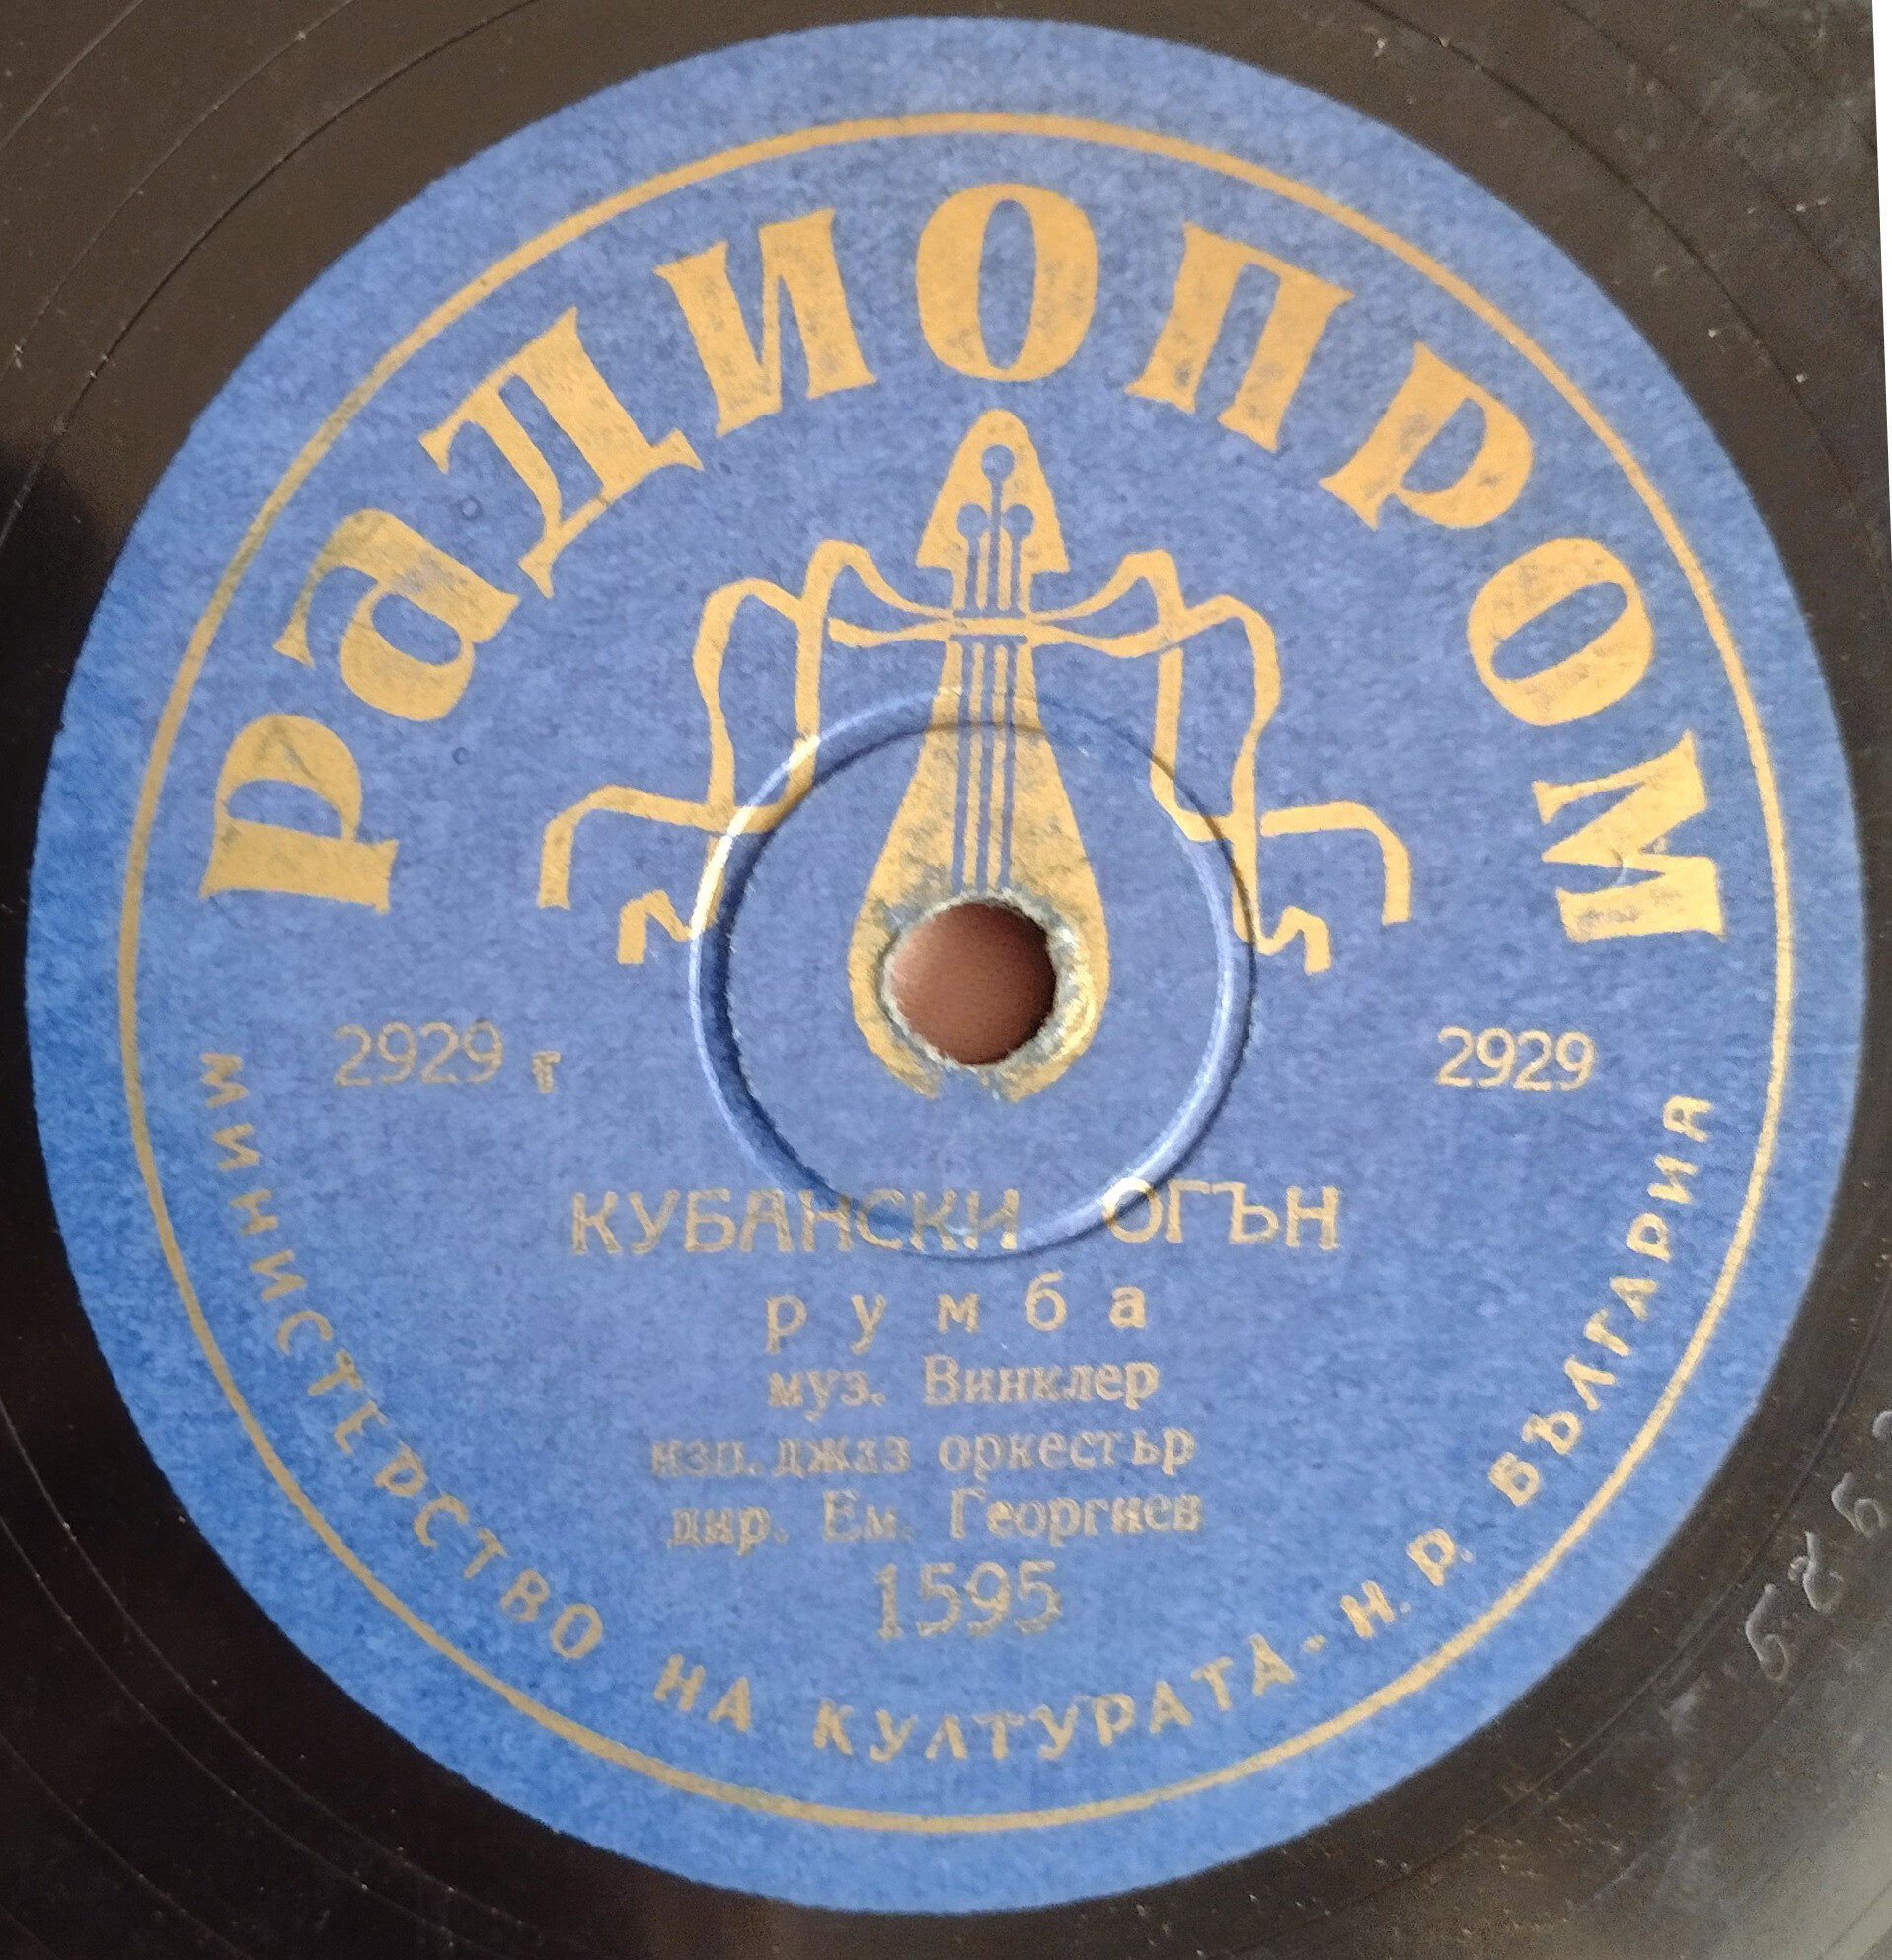 РАДИОПРОМ
2929 т 2929
КУБАНСКИ ОГЪН
румба
муз. Винклер
изп. джаз оркестър
дир. Ем. Георгиев
1595
МИНИСТЕРСТВО НА КУЛТУРАТА - Н. Р. БЪЛГАРИЯ